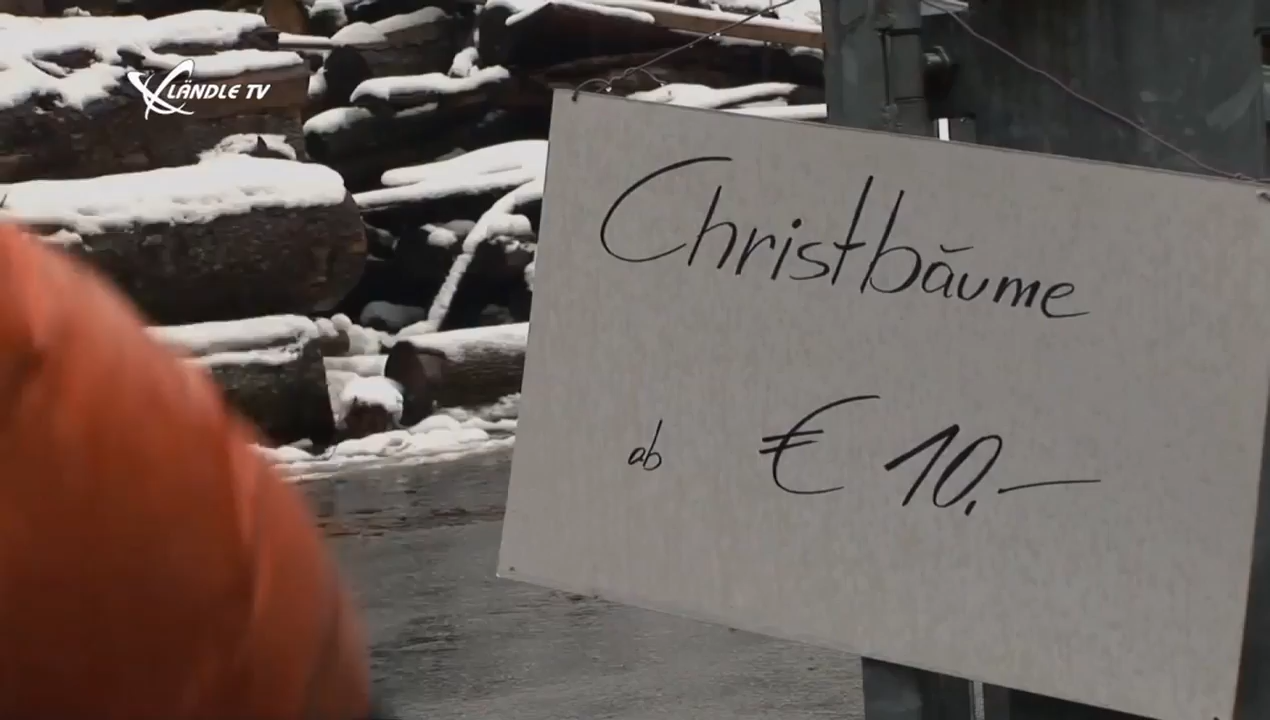 LÄNDLE TV
Christbäume
ab € 10.–